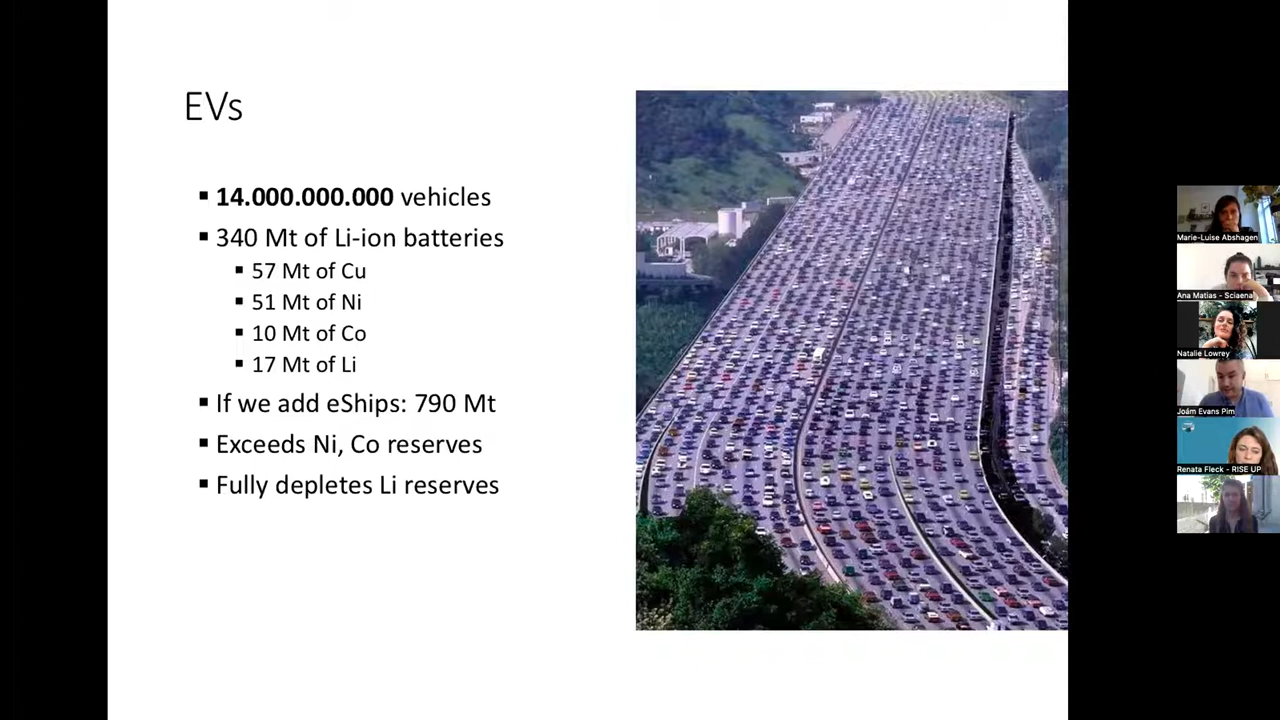 EVs
▪ 14.000.000.000 vehicles
▪ 340 Mt of Li-ion batteries
▪ 57 Mt of Cu
▪ 51 Mt of Ni
▪ 10 Mt of Co
▪ 17 Mt of Li
▪ If we add eShips: 790 Mt
▪ Exceeds Ni, Co reserves
▪ Fully depletes Li reserves
Marie-Luise Abshagen
Ana Matias - Sciaena
Natalie Lowrey
Joám Evans Pim
Renata Fleck - RISE UP